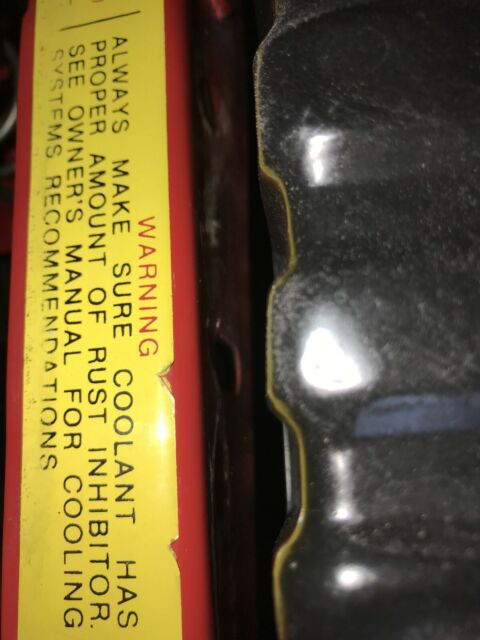 WARNING
ALWAYS MAKE SURE COOLANT HAS
PROPER AMOUNT OF RUST INHIBITOR.
SEE OWNER'S MANUAL FOR COOLING
SYSTEMS RECOMMENDATIONS